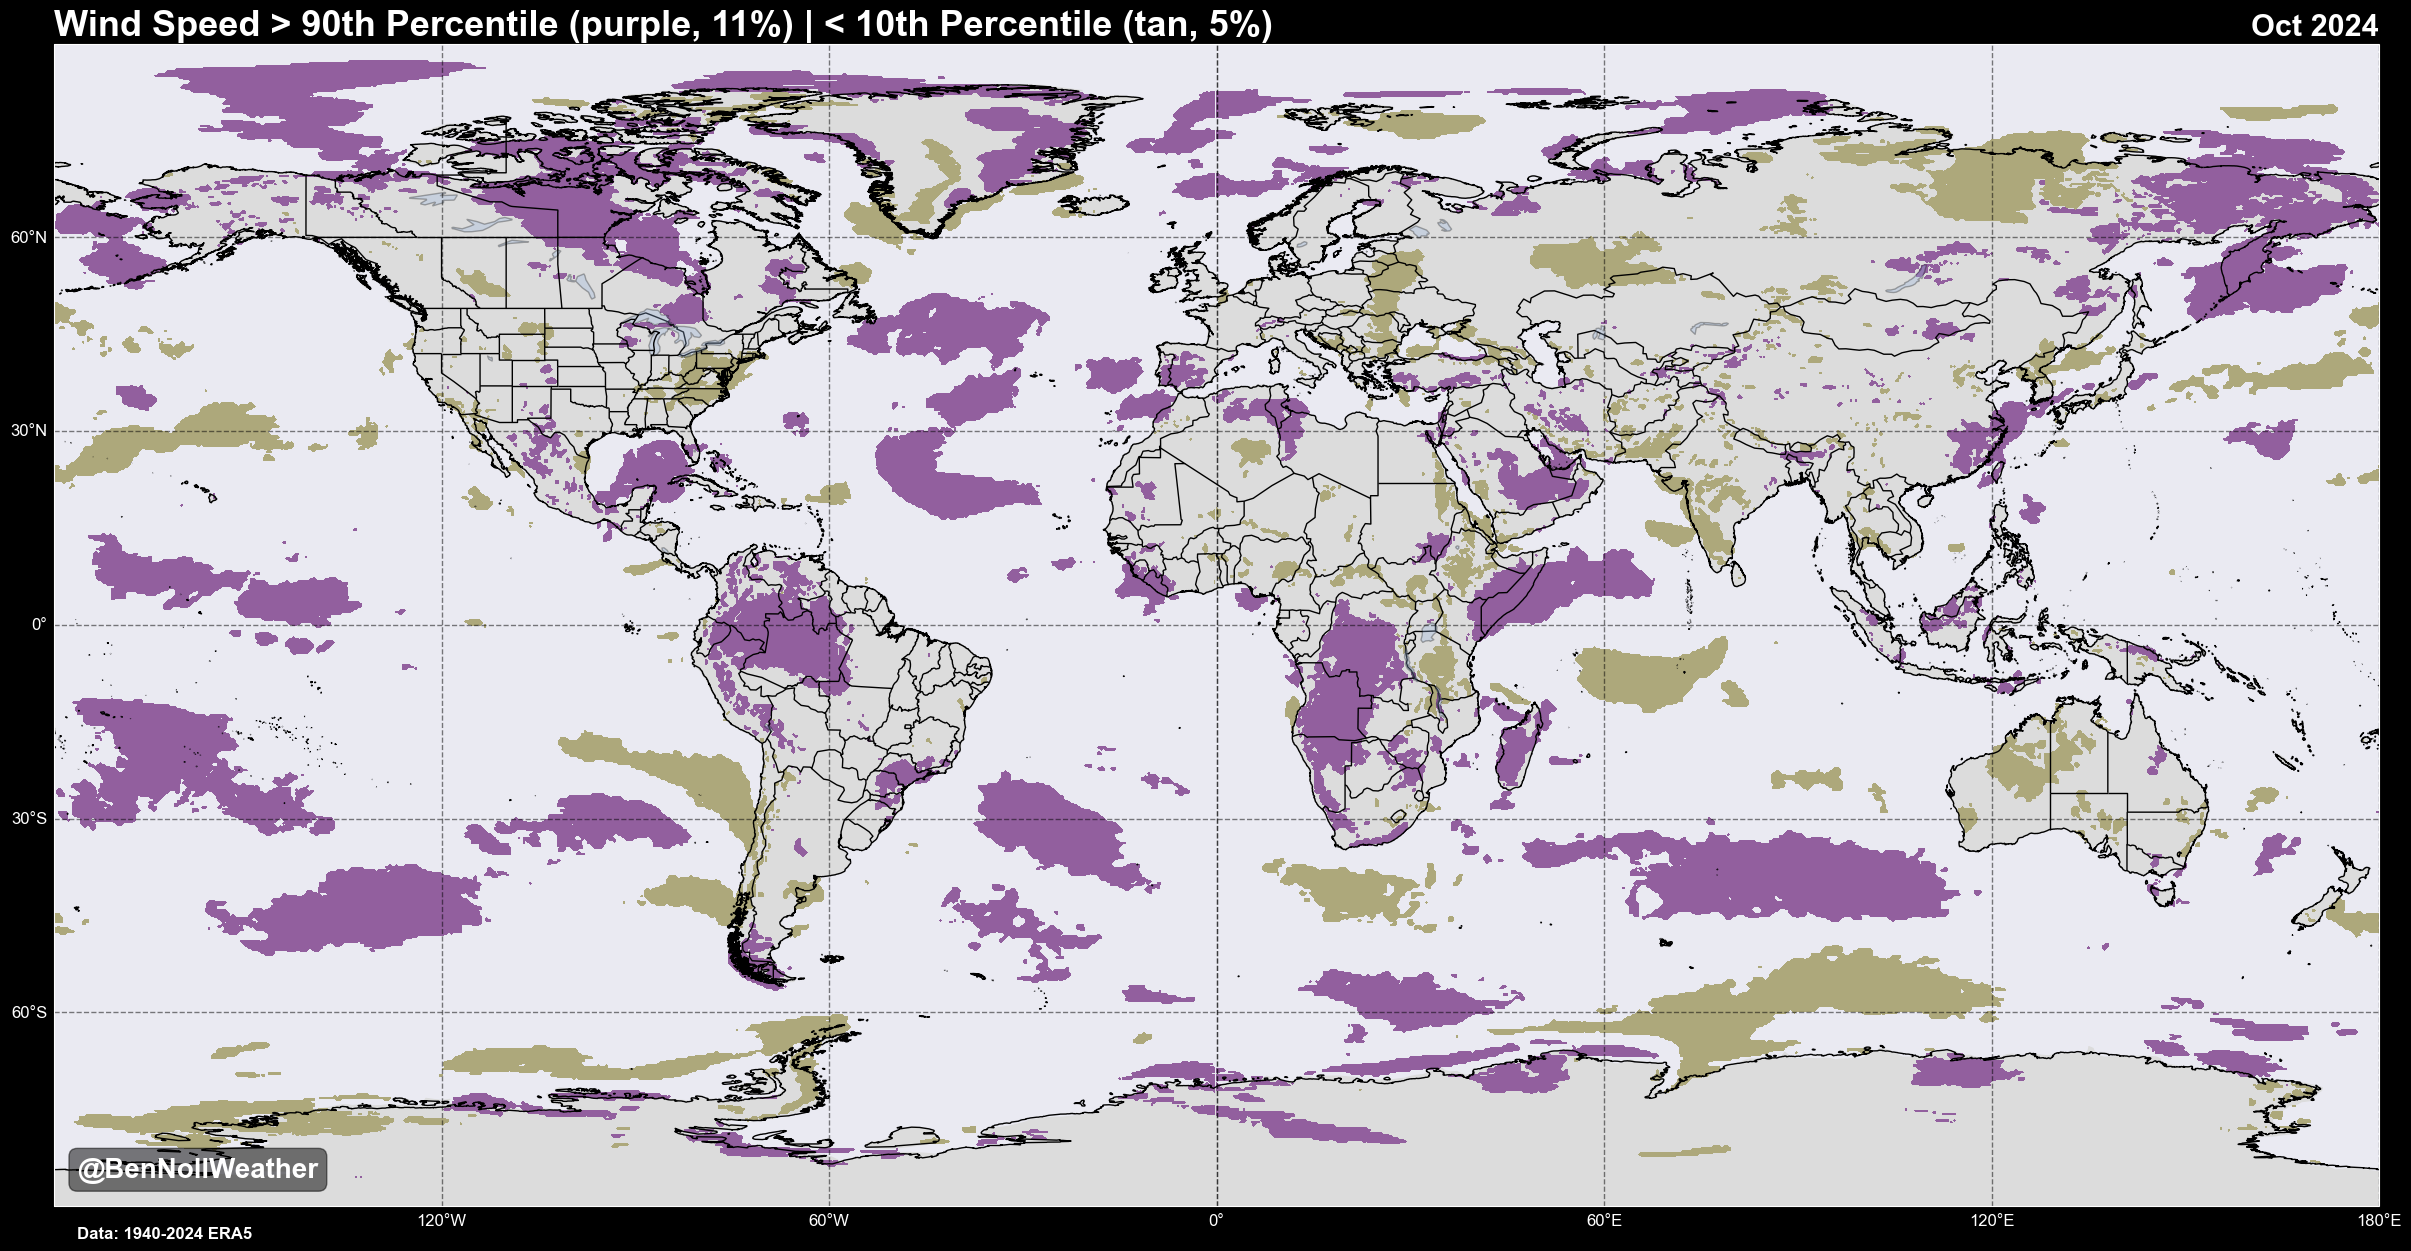 Wind Speed > 90th Percentile (purple, 11%) | < 10th Percentile (tan, 5%)
Oct 2024
60°N
30°N
0°
30°S
60°S
@BenNollWeather
120°W
60°W
0°
60°E
120°E
180°E
Data: 1940-2024 ERA5